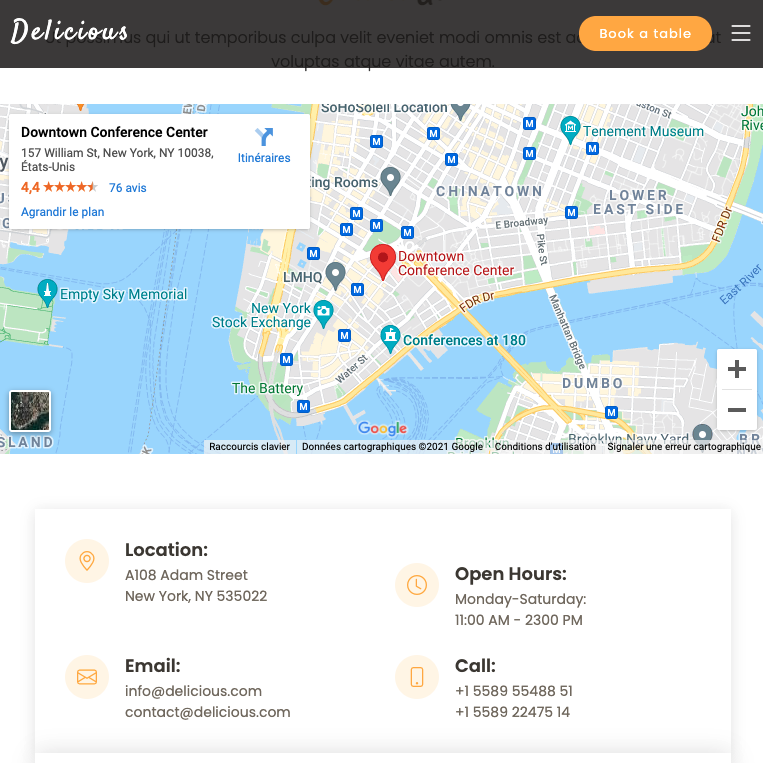 Delicious
qui ut temporibus culpa velit eveniet modi omnis est
Book a table
voluptas atque vitae autem.
Downtown Conference Center
157 William St, New York, NY 10038,
États-Unis
Itinéraires
4,4
76 avis
Agrandir le plan
SoHoSoleil Location
Tenement Museum
ing Rooms
CHINATOWN
LOWER
EAST SIDE
E Broadway
FDR Dr
Pike St
Downtown
Conference Center
LMHQ
East River
Empty Sky Memorial
FDR Dr
New York
Stock Exchange
Manhattan Bridge
Conferences at 180
Water St
The Battery
DUMBO
Google
SLAND
Brooklyn Navy Yard
Raccourcis clavier
Données cartographiques ©2021 Google
Conditions d'utilisation
Signaler une erreur cartographique
Location:
A108 Adam Street
New York, NY 535022
Open Hours:
Monday-Saturday:
11:00 AM - 2300 PM
Email:
info@delicious.com
contact@delicious.com
Call:
+1 5589 55488 51
+1 5589 22475 14